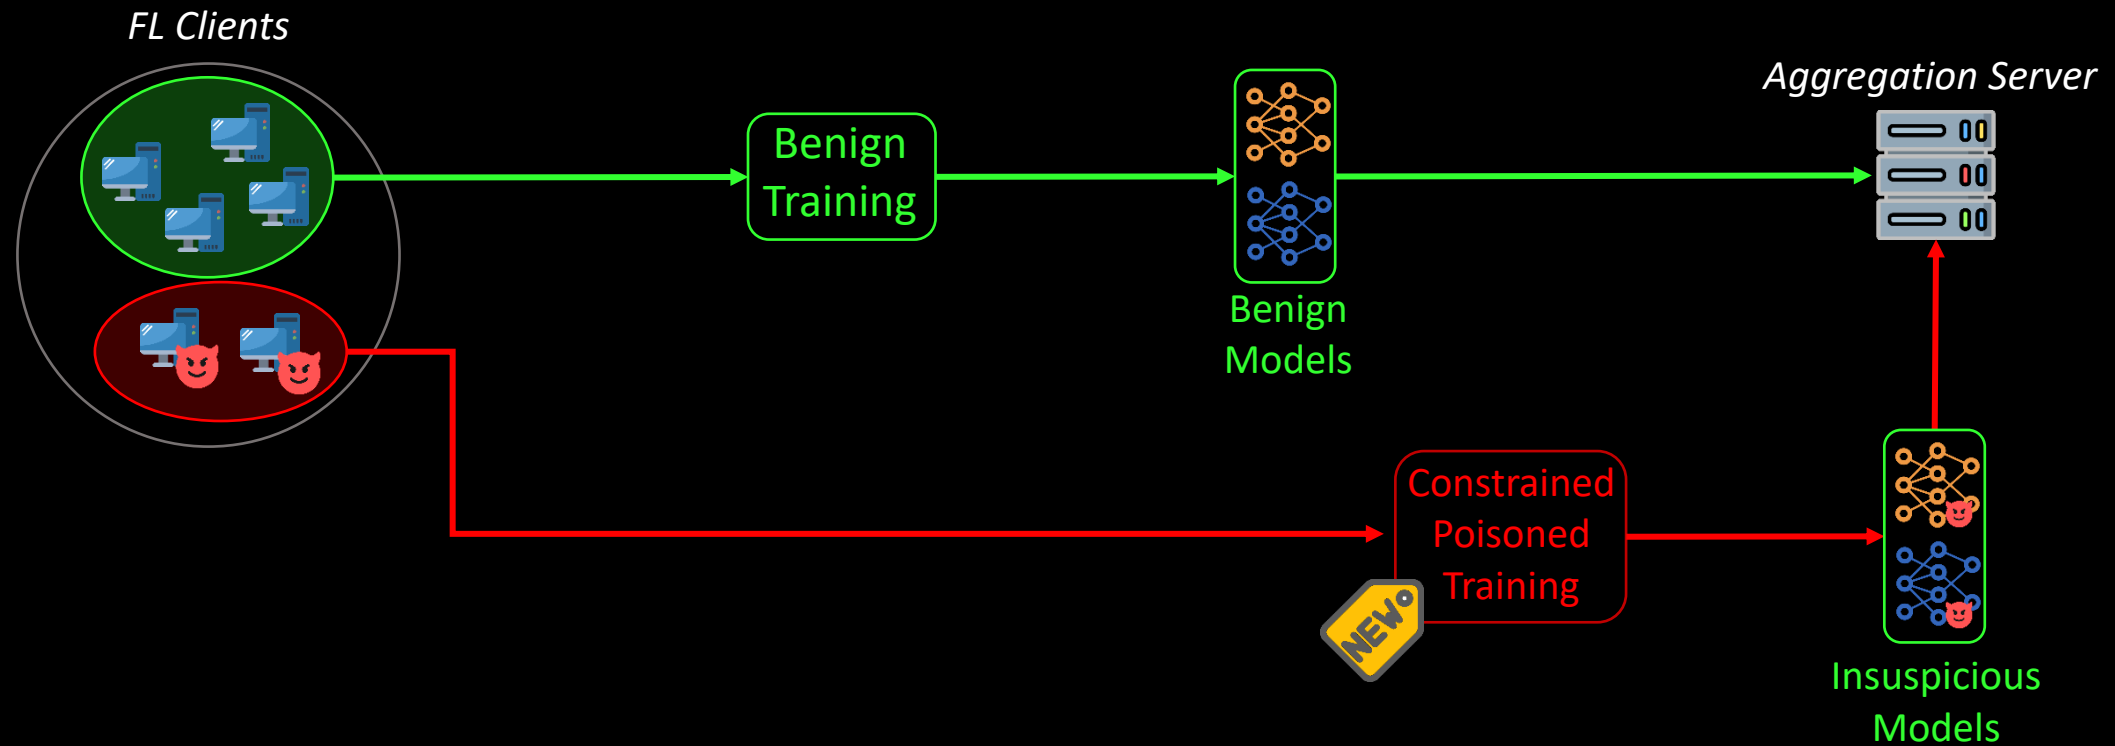 FL Clients
Aggregation Server
Benign
Training
Benign
Models
Constrained
Poisoned
Training
NEW
Insuspicious
Models